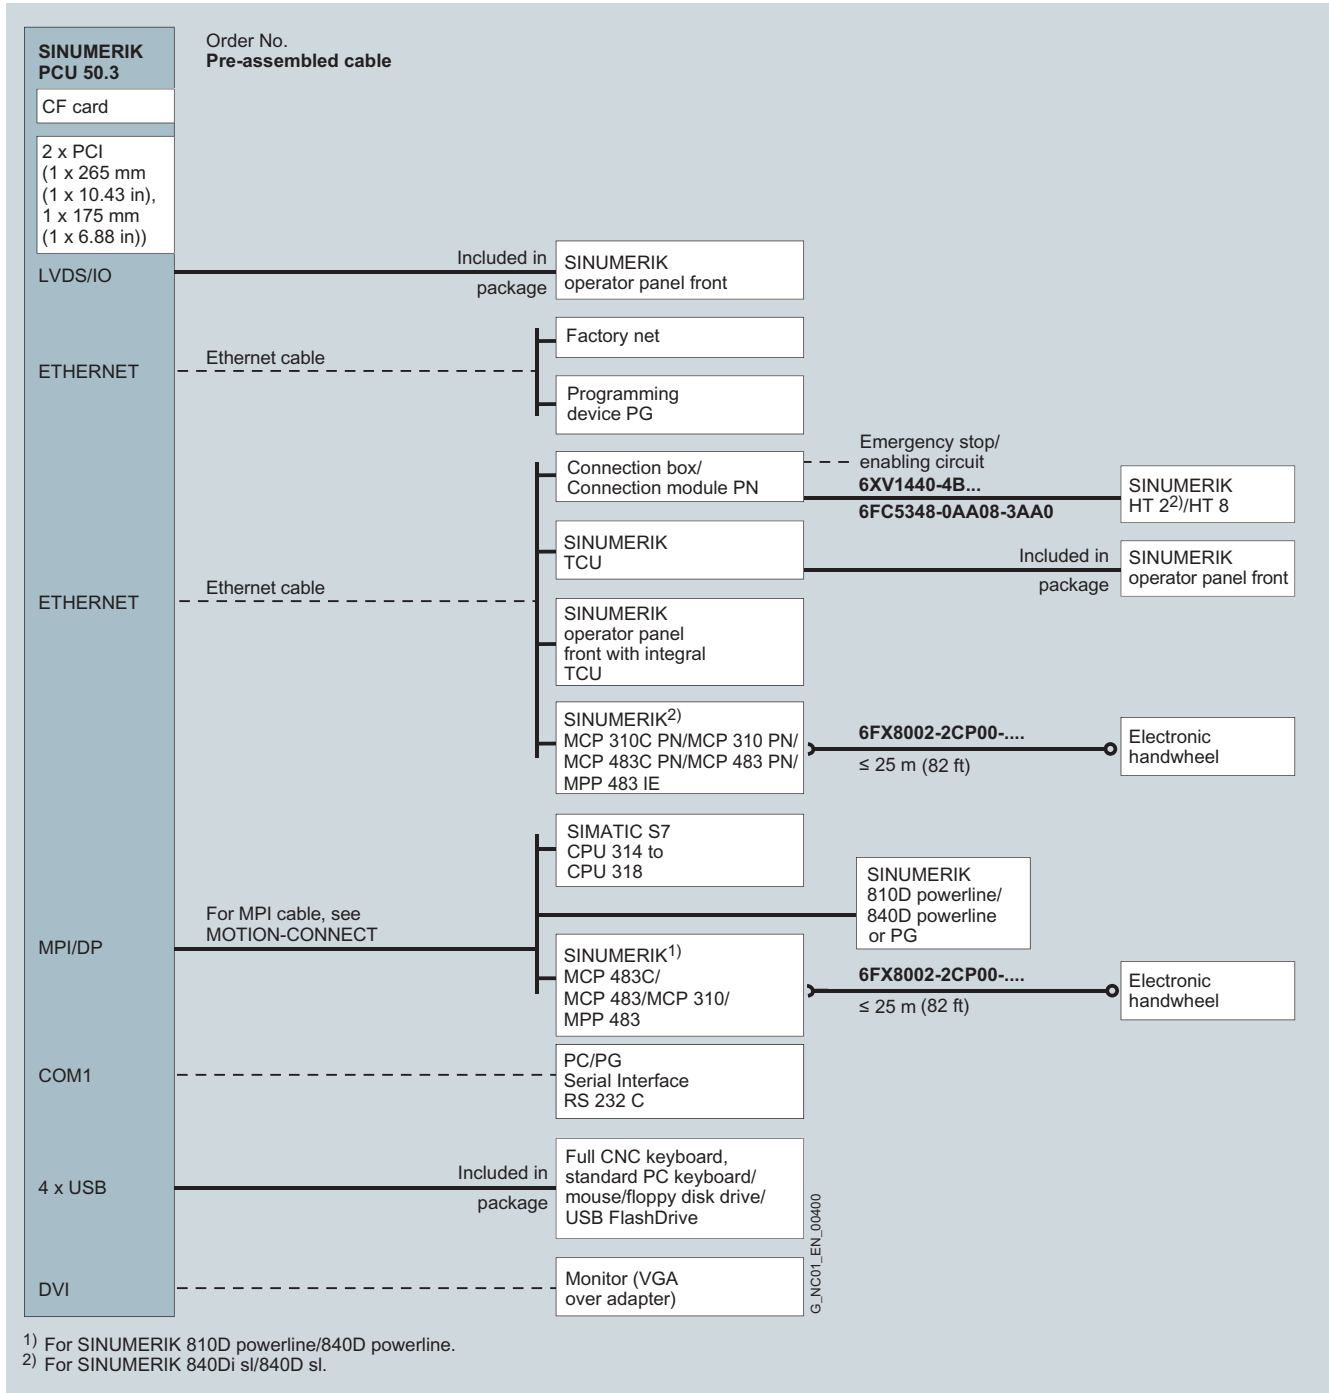 SINUMERIK
PCU 50.3
Order No.
Pre-assembled cable
CF card
2 x PCI
(1 x 265 mm
(1 x 10.43 in),
1 x 175 mm
(1 x 6.88 in))
LVDS/IO
Included in
package
SINUMERIK
operator panel front
ETHERNET
Ethernet cable
Factory net
Programming
device PG
ETHERNET
Ethernet cable
Connection box/
Connection module PN
Emergency stop/
enabling circuit
6XV1440-4B...
6FC5348-0AA08-3AA0
SINUMERIK
HT 2²⁾/HT 8
SINUMERIK
TCU
Included in
package
SINUMERIK
operator panel front
SINUMERIK
operator panel
front with integral
TCU
SINUMERIK²⁾
MCP 310C PN/MCP 310 PN/
MCP 483C PN/MCP 483 PN/
MPP 483 IE
6FX8002-2CP00-....
≤ 25 m (82 ft)
Electronic
handwheel
MPI/DP
For MPI cable, see
MOTION-CONNECT
SIMATIC S7
CPU 314 to
CPU 318
SINUMERIK
810D powerline/
840D powerline
or PG
SINUMERIK¹⁾
MCP 483C/
MCP 483/MCP 310/
MPP 483
6FX8002-2CP00-....
≤ 25 m (82 ft)
Electronic
handwheel
COM1
PC/PG
Serial Interface
RS 232 C
4 x USB
Included in
package
Full CNC keyboard,
standard PC keyboard/
mouse/floppy disk drive/
USB FlashDrive
DVI
Monitor (VGA
over adapter)
G_NC01_EN_00400
1) For SINUMERIK 810D powerline/840D powerline.
2) For SINUMERIK 840Di sl/840D sl.